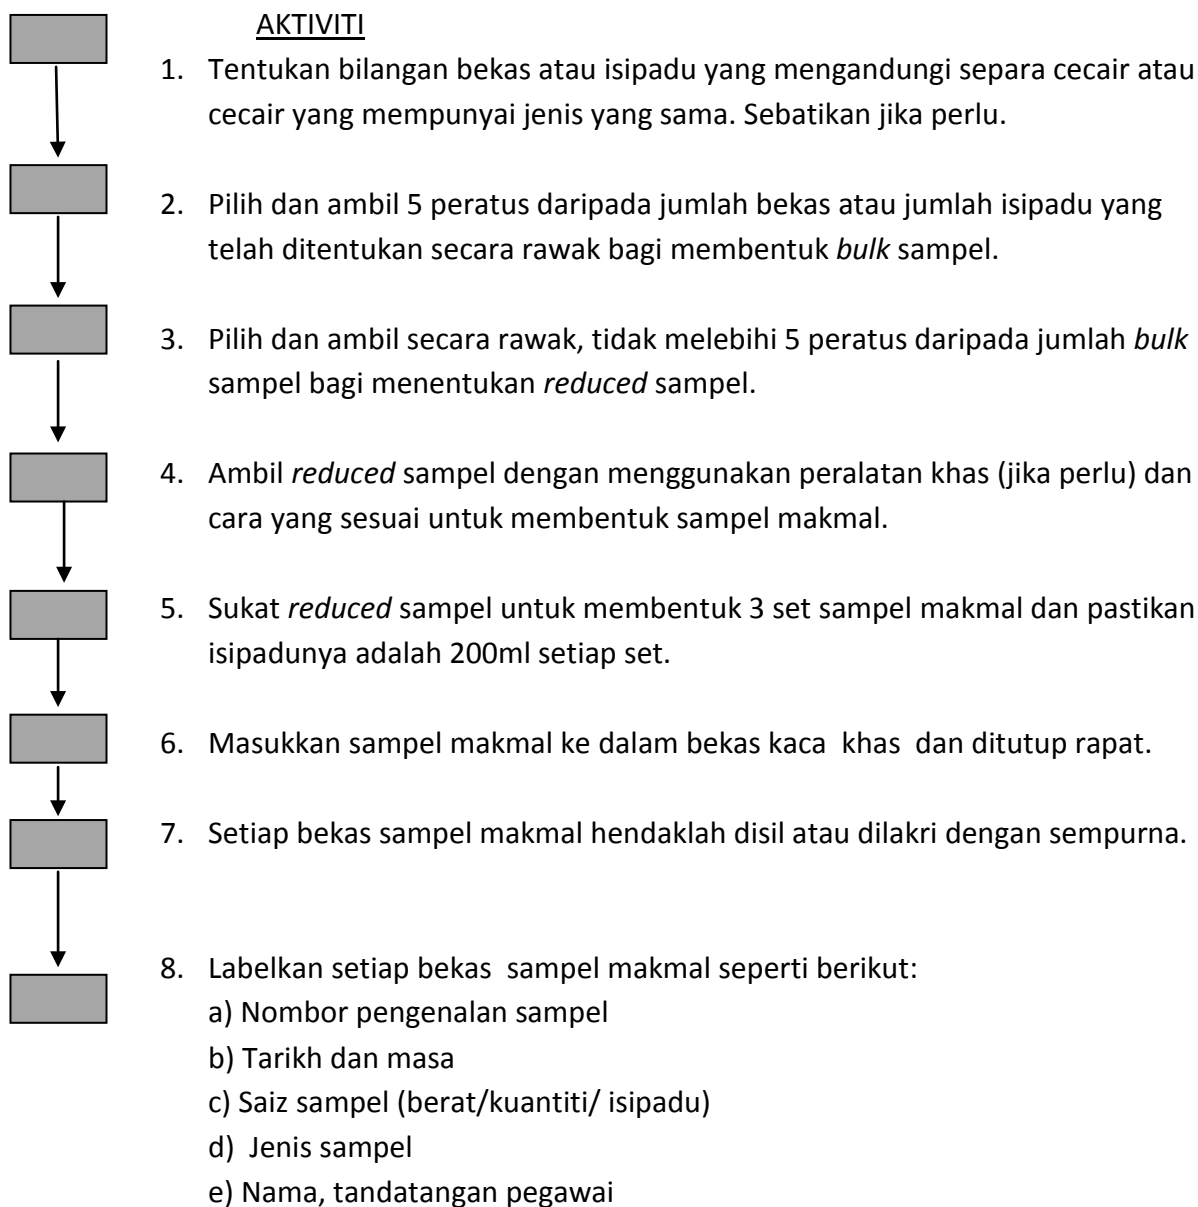 AKTIVITI
1. Tentukan bilangan bekas atau isipadu yang mengandungi separa cecair atau
cecair yang mempunyai jenis yang sama. Sebatikan jika perlu.
2. Pilih dan ambil 5 peratus daripada jumlah bekas atau jumlah isipadu yang
telah ditentukan secara rawak bagi membentuk bulk sampel.
3. Pilih dan ambil secara rawak, tidak melebihi 5 peratus daripada jumlah bulk
sampel bagi menentukan reduced sampel.
4. Ambil reduced sampel dengan menggunakan peralatan khas (jika perlu) dan
cara yang sesuai untuk membentuk sampel makmal.
5. Sukat reduced sampel untuk membentuk 3 set sampel makmal dan pastikan
isipadunya adalah 200ml setiap set.
6. Masukkan sampel makmal ke dalam bekas kaca khas dan ditutup rapat.
7. Setiap bekas sampel makmal hendaklah disil atau dilakri dengan sempurna.
8. Labelkan setiap bekas sampel makmal seperti berikut:
a) Nombor pengenalan sampel
b) Tarikh dan masa
c) Saiz sampel (berat/kuantiti/ isipadu)
d) Jenis sampel
e) Nama, tandatangan pegawai